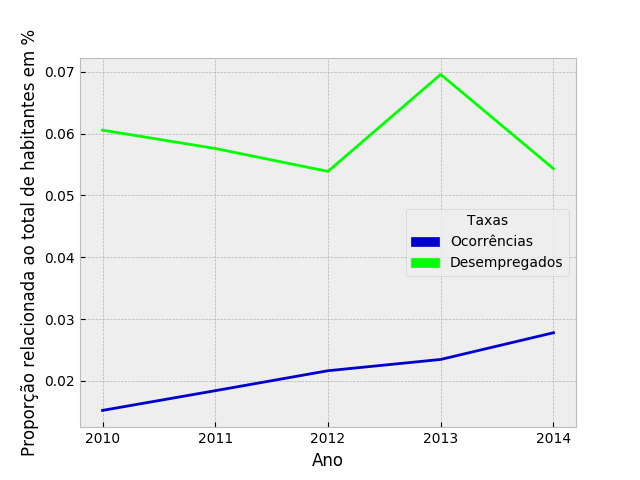 Proporção relacionada ao total de habitantes em %
0.07
0.06
0.05
0.04
0.03
0.02
Taxas
Ocorrências
Desempregados
2010 2011 2012 2013 2014
Ano